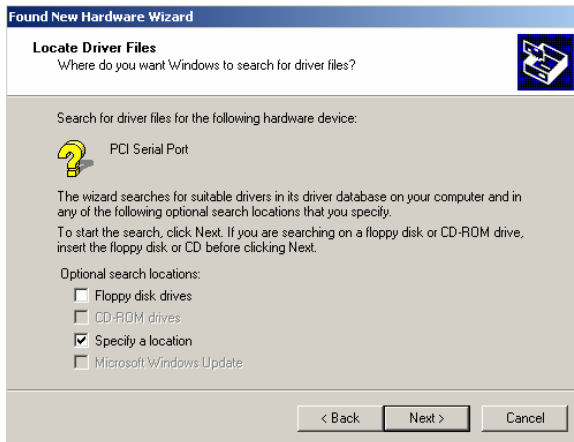 Found New Hardware Wizard
Locate Driver Files
Where do you want Windows to search for driver files?
Search for driver files for the following hardware device:
PCI Serial Port
The wizard searches for suitable drivers in its driver database on your computer and in
any of the following optional search locations that you specify.
To start the search, click Next. If you are searching on a floppy disk or CD-ROM drive,
insert the floppy disk or CD before clicking Next.
Optional search locations:
Floppy disk drives
CD-ROM drives
Specify a location
Microsoft Windows Update
< Back Next > Cancel